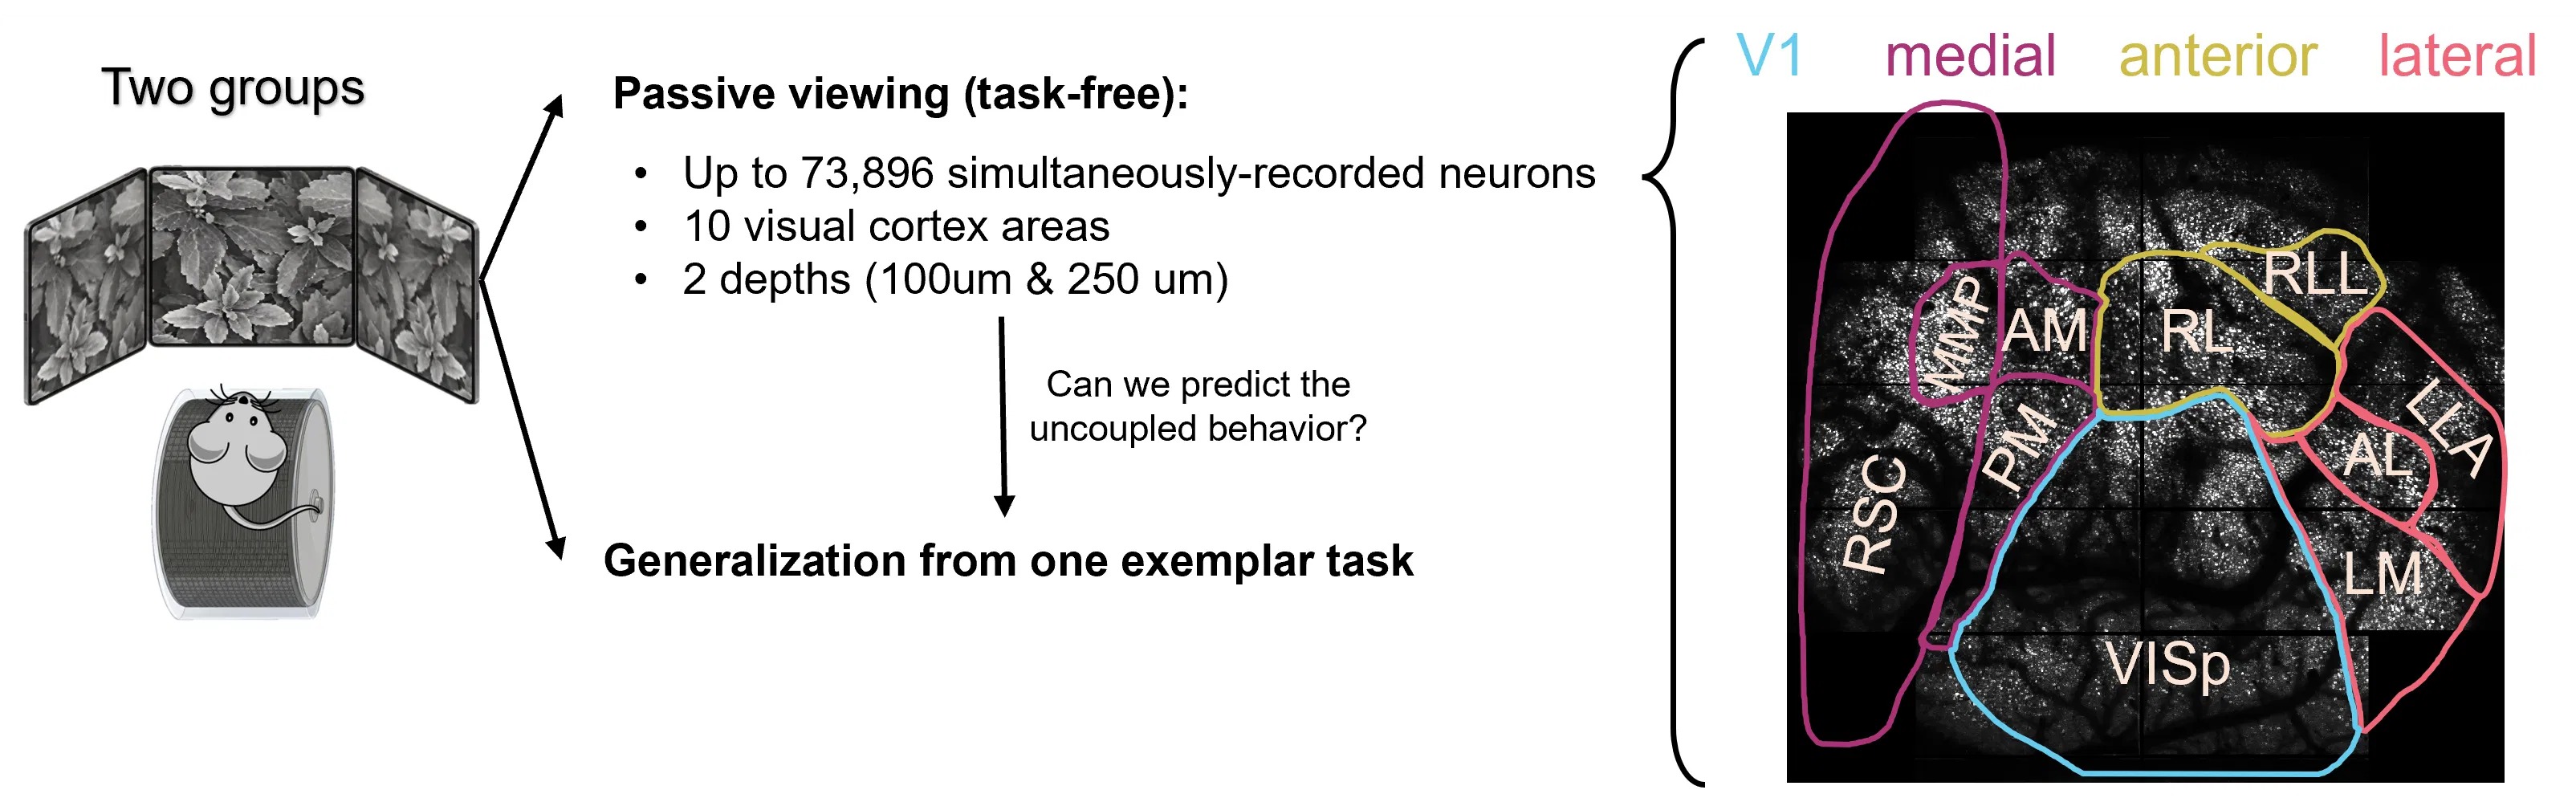 Two groups
Passive viewing (task-free):
• Up to 73,896 simultaneously-recorded neurons
• 10 visual cortex areas
• 2 depths (100um & 250 um)
Can we predict the
uncoupled behavior?
Generalization from one exemplar task
V1 medial anterior lateral
RLL
MMP AM RL
LLA
PM AL
RSC
LM
VISp